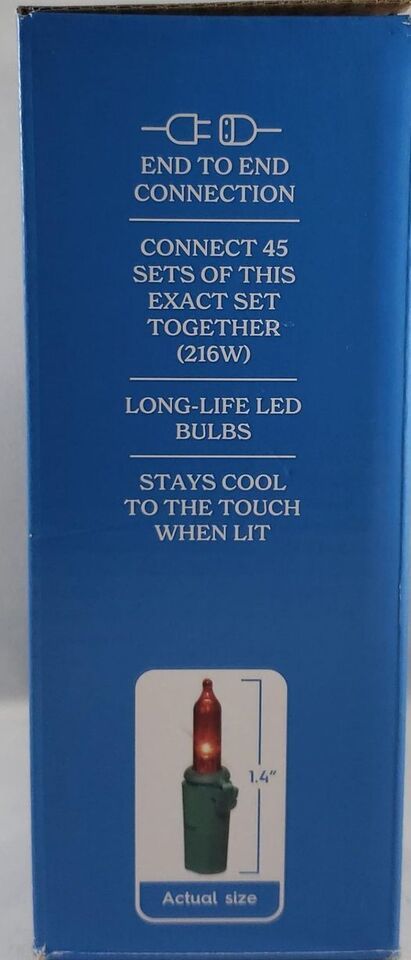 END TO END
CONNECTION
CONNECT 45
SETS OF THIS
EXACT SET
TOGETHER
(216W)
LONG-LIFE LED
BULBS
STAYS COOL
TO THE TOUCH
WHEN LIT
1.4"
Actual size